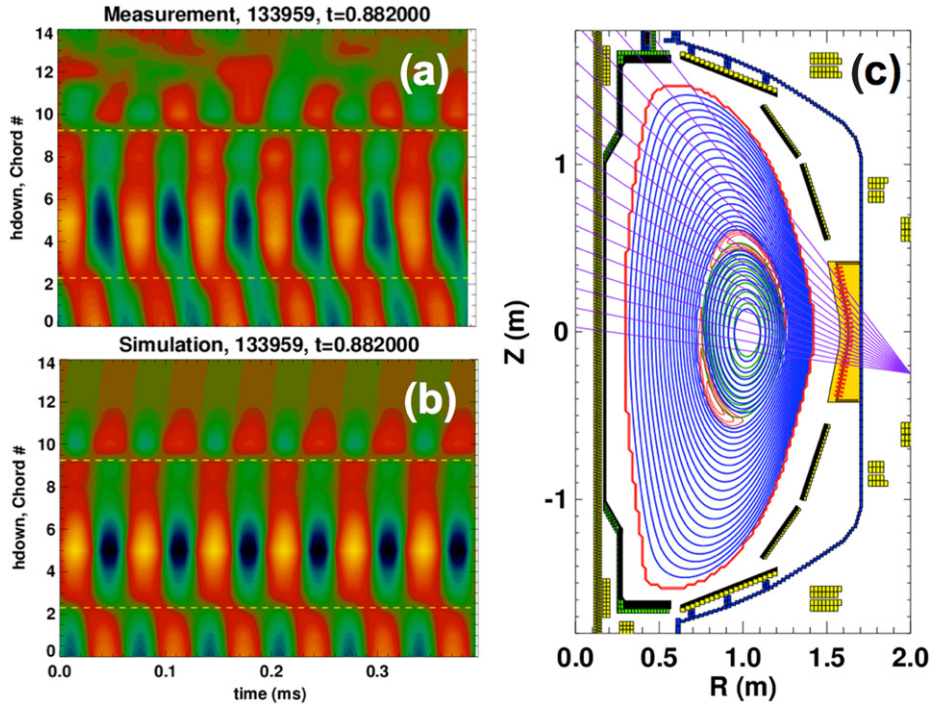 Measurement, 133959, t=0.882000
(a)
hdown, Chord #
14
12
10
8
6
4
2
0
Simulation, 133959, t=0.882000
(b)
hdown, Chord #
14
12
10
8
6
4
2
0
0.0 0.1 0.2 0.3
time (ms)
(c)
Z (m)
1
0
-1
0.0 0.5 1.0 1.5 2.0
R (m)